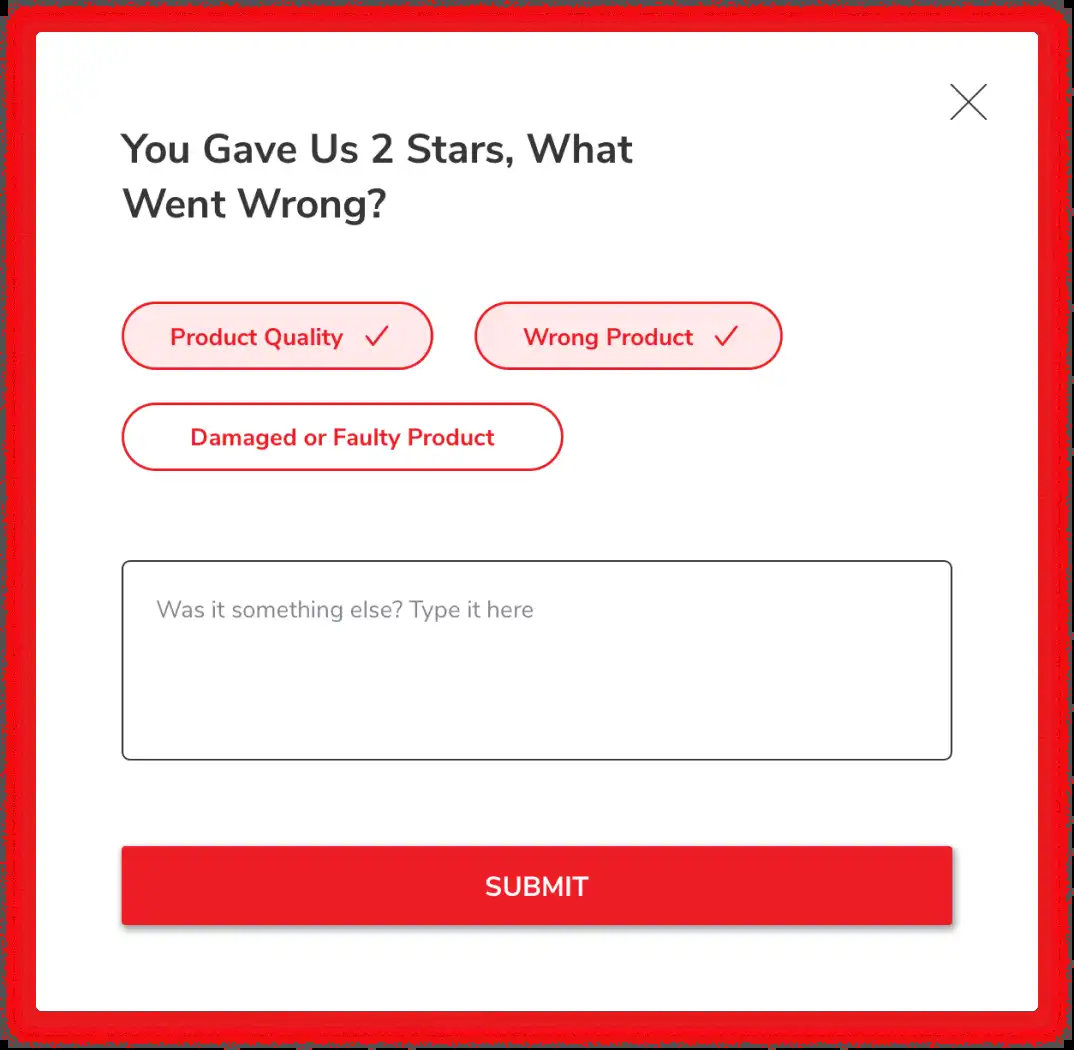 You Gave Us 2 Stars, What
Went Wrong?
Product Quality ✓ Wrong Product ✓
Damaged or Faulty Product
Was it something else? Type it here
SUBMIT